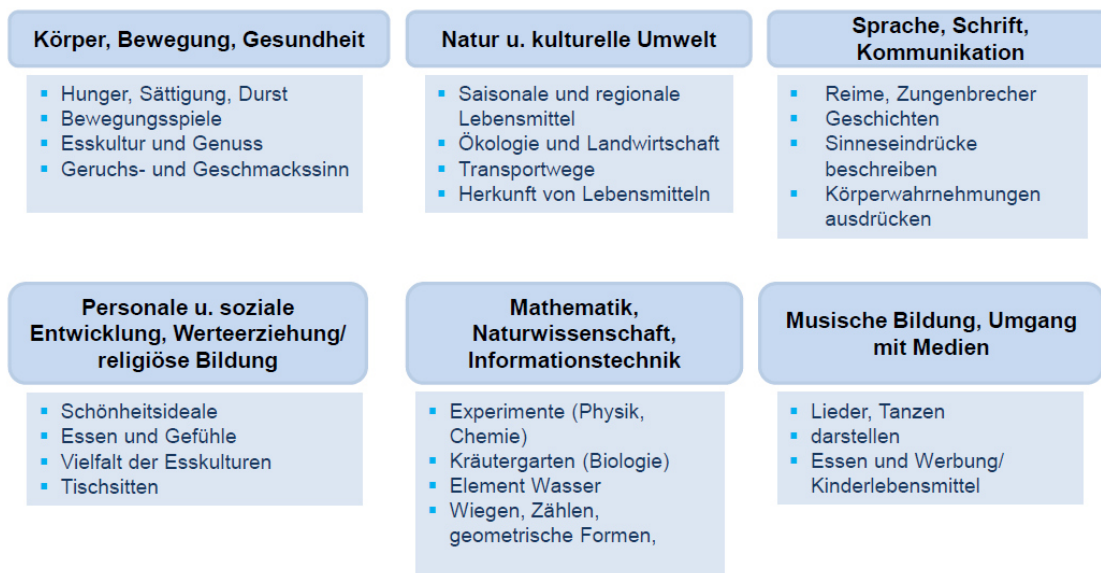 Körper, Bewegung, Gesundheit
Hunger, Sättigung, Durst
Bewegungsspiele
Esskultur und Genuss
Geruchs- und Geschmackssinn
Natur u. kulturelle Umwelt
Saisonale und regionale
Lebensmittel
Ökologie und Landwirtschaft
Transportwege
Herkunft von Lebensmitteln
Sprache, Schrift,
Kommunikation
Reime, Zungenbrecher
Geschichten
Sinneseindrücke
beschreiben
Körperwahrnehmungen
ausdrücken
Personale u. soziale
Entwicklung, Werteerziehung/
religiöse Bildung
Schönheitsideale
Essen und Gefühle
Vielfalt der Esskulturen
Tischsitten
Mathematik,
Naturwissenschaft,
Informationstechnik
Experimente (Physik,
Chemie)
Kräutergarten (Biologie)
Element Wasser
Wiegen, Zählen,
geometrische Formen,
Musische Bildung, Umgang
mit Medien
Lieder, Tanzen
darstellen
Essen und Werbung/
Kinderlebensmittel